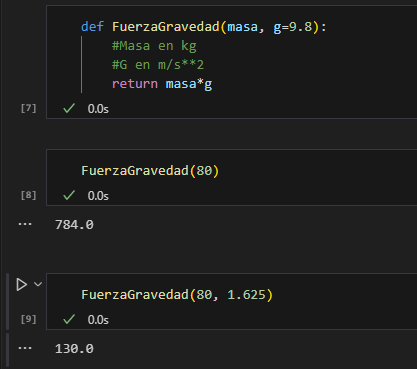 def FuerzaGravedad(masa, g=9.8):
#Masa en kg
#G en m/s**2
return masa*g
[7] 0.0s
FuerzaGravedad(80)
[8] 0.0s
... 784.0
FuerzaGravedad(80, 1.625)
[9] 0.0s
... 130.0